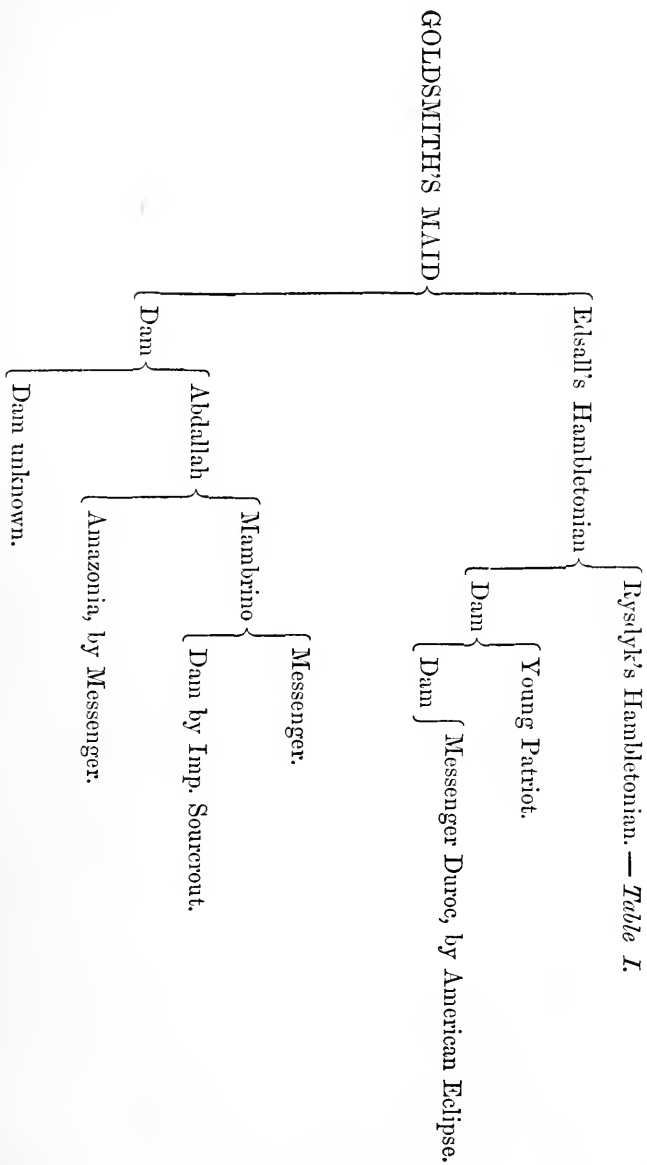 Rysdyk's Hambletonian. — Table I.
Edsall's Hambletonian
Young Patriot.
Dam
Messenger Duroc, by American Eclipse.
Dam
GOLDSMITH'S MAID
Messenger.
Mambrino
Dam by Imp. Sourcrout.
Abdallah
Amazonia, by Messenger.
Dam
Dam unknown.